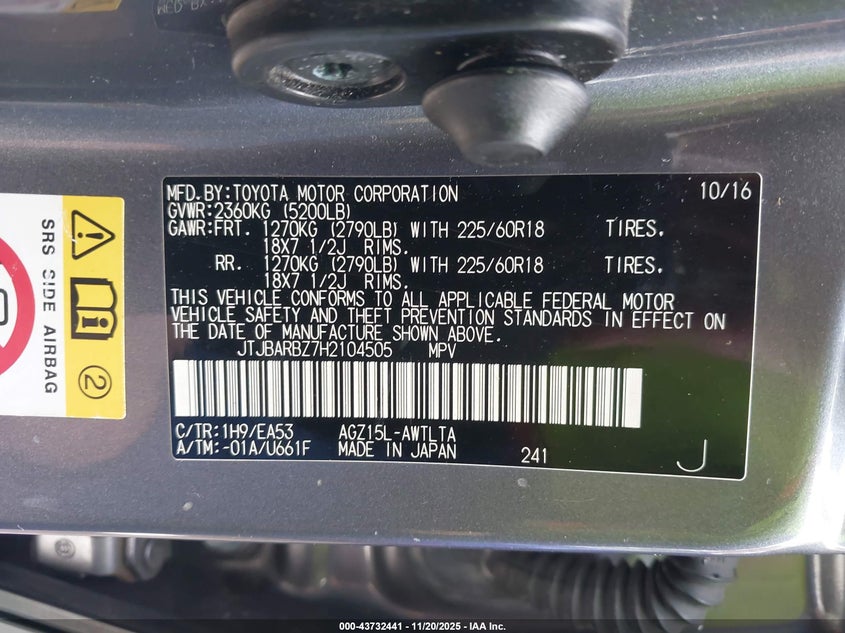 MFD.BY:TOYOTA MOTOR CORPORATION 10/16
GVWR:2360KG (5200LB)
GAWR:FRT. 1270KG (2790LB) WITH 225/60R18 TIRES.
18X7 1/2J RIMS.
RR. 1270KG (2790LB) WITH 225/60R18 TIRES.
18X7 1/2J RIMS.
THIS VEHICLE CONFORMS TO ALL APPLICABLE FEDERAL MOTOR
VEHICLE SAFETY AND THEFT PREVENTION STANDARDS IN EFFECT ON
THE DATE OF MANUFACTURE SHOWN ABOVE.
JTJBARBZ7H2104505 MPV
C/TR:1H9/EA53 AGZ15L-AWTLTA
A/TM:-01A/U661F MADE IN JAPAN 241 J
SRS SIDE AIRBAG
2
000-43732441 - 11/20/2025 - IAA Inc.